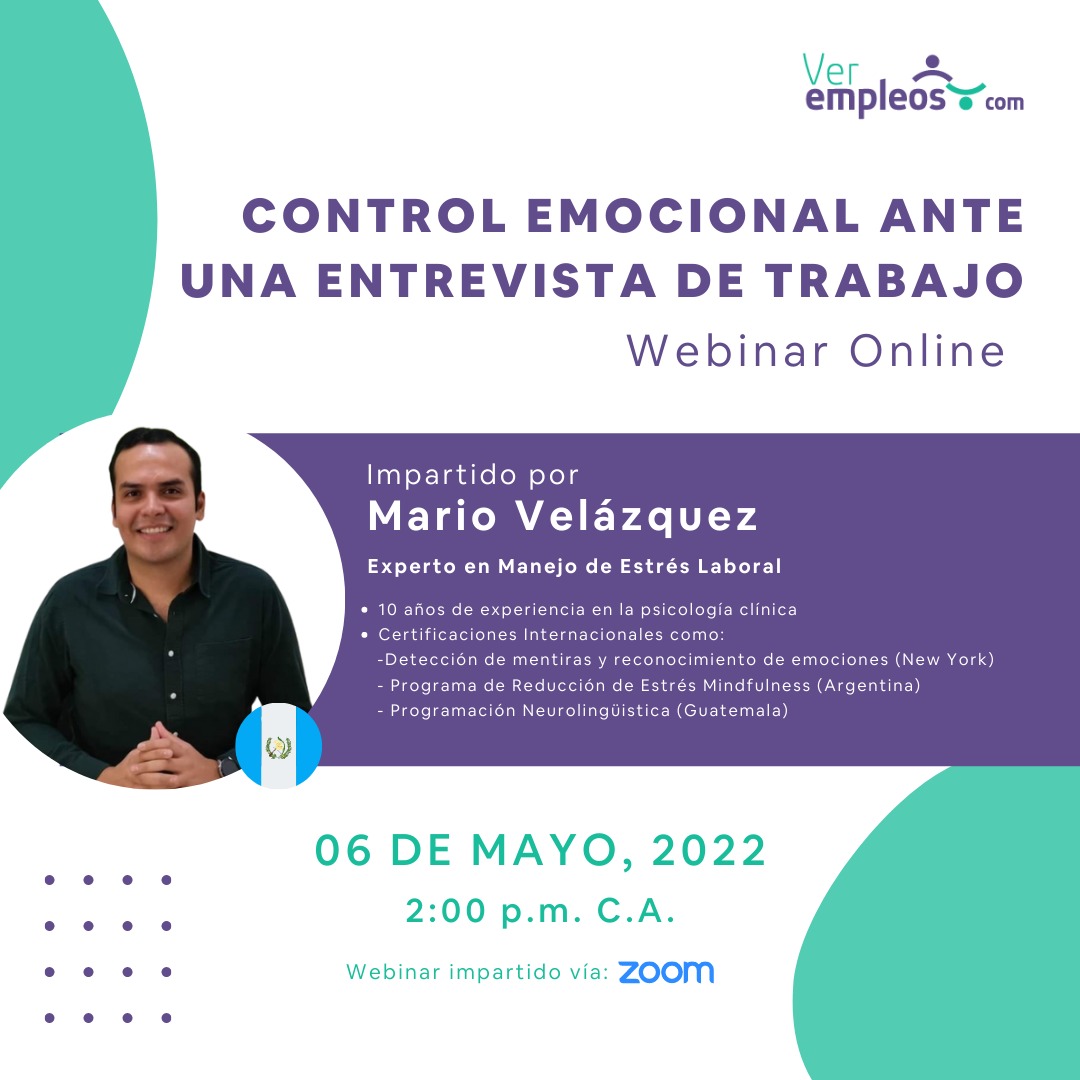 Ver
empleos com
CONTROL EMOCIONAL ANTE
UNA ENTREVISTA DE TRABAJO
Webinar Online
Impartido por
Mario Velázquez
Experto en Manejo de Estrés Laboral
• 10 años de experiencia en la psicología clínica
• Certificaciones Internacionales como:
-Detección de mentiras y reconocimiento de emociones (New York)
- Programa de Reducción de Estrés Mindfulness (Argentina)
- Programación Neurolingüistica (Guatemala)
06 DE MAYO, 2022
2:00 p.m. C.A.
Webinar impartido vía: zoom